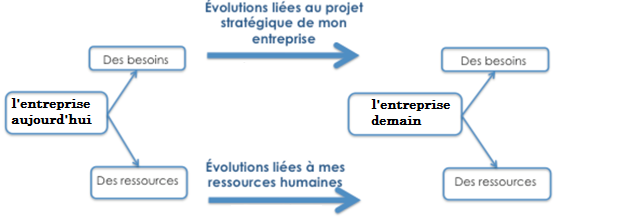 Évolutions liées au projet
stratégique de mon
entreprise
Des besoins
Des besoins
l'entreprise
aujourd'hui
l'entreprise
demain
Évolutions liées à mes
ressources humaines
Des ressources
Des ressources